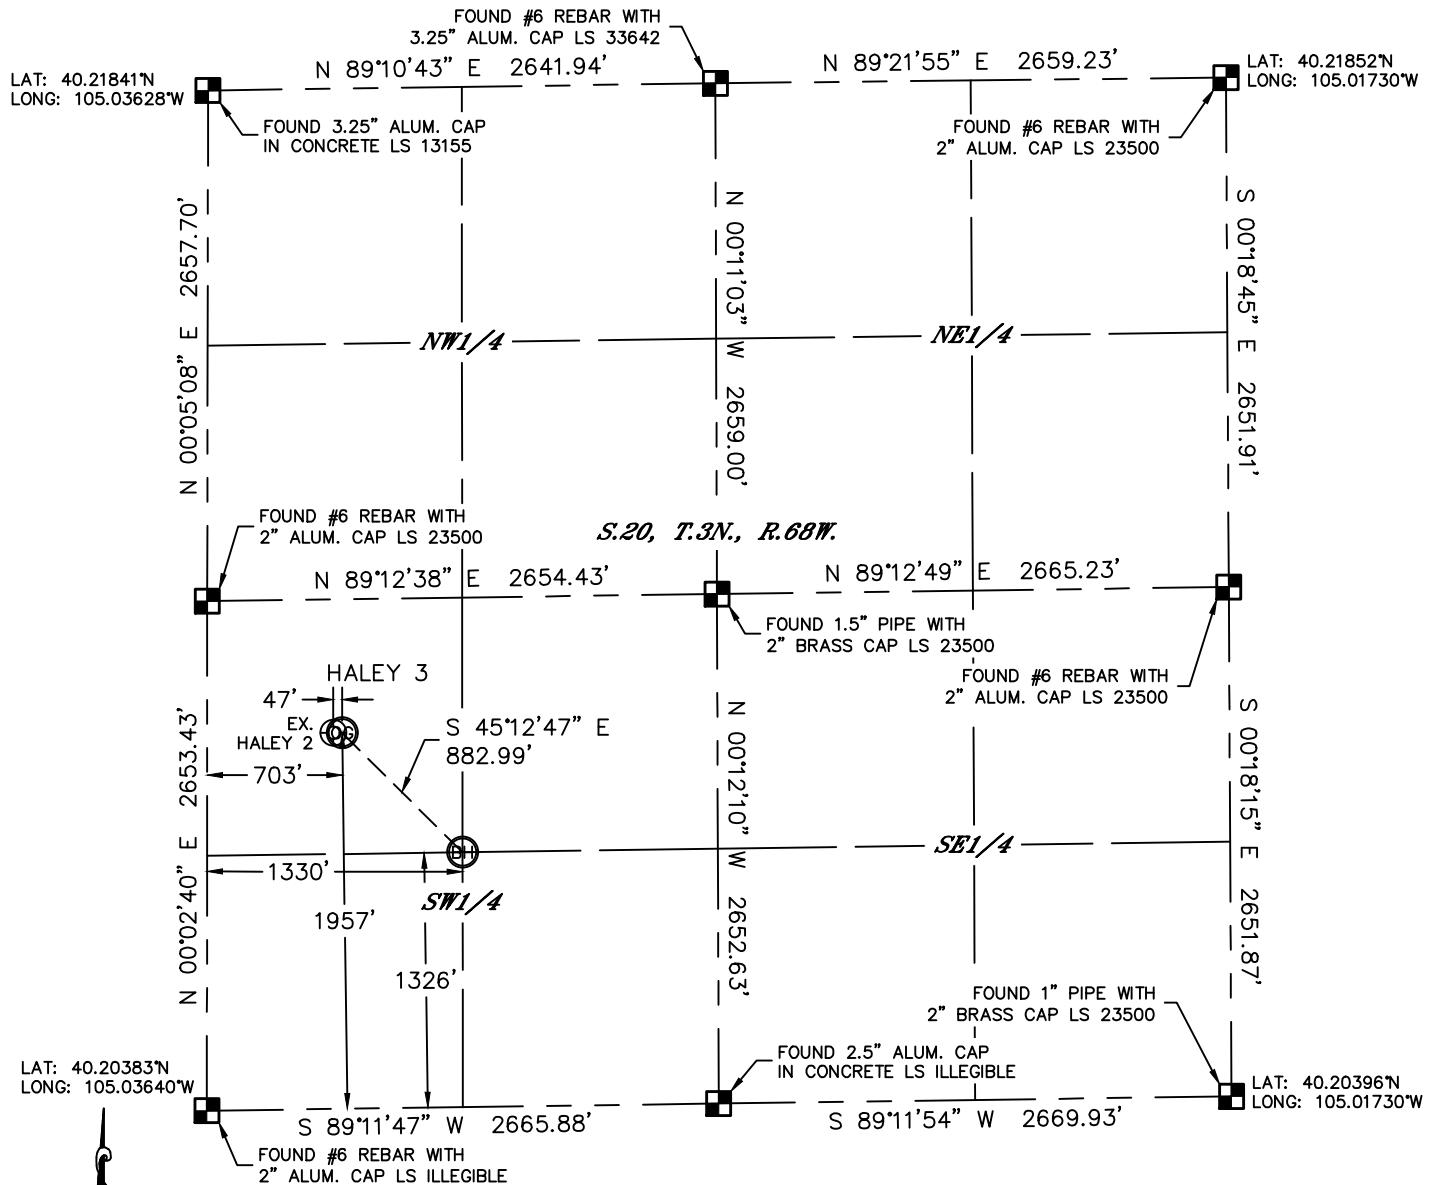 FOUND #6 REBAR WITH
3.25" ALUM. CAP LS 33642
N 89°10'43" E 2641.94'
N 89°21'55" E 2659.23'
LAT: 40.21841°N
LONG: 105.03628°W
LAT: 40.21852°N
LONG: 105.01730°W
FOUND 3.25" ALUM. CAP
IN CONCRETE LS 13155
FOUND #6 REBAR WITH
2" ALUM. CAP LS 23500
N 00°05'08" E 2657.70'
N 00°11'03" W 2659.00'
S 00°18'45" E 2651.91'
NW1/4
NE1/4
FOUND #6 REBAR WITH
2" ALUM. CAP LS 23500
S.20, T.3N., R.68W.
N 89°12'38" E 2654.43'
N 89°12'49" E 2665.23'
FOUND 1.5" PIPE WITH
2" BRASS CAP LS 23500
FOUND #6 REBAR WITH
2" ALUM. CAP LS 23500
HALEY 3
47'
EX.
HALEY 2
OG
S 45°12'47" E
882.99'
703'
N 00°02'40" E 2653.43'
N 00°12'10" W 2652.63'
S 00°18'15" E 2651.87'
BH
SE1/4
1330'
SW1/4
1957'
1326'
FOUND 1" PIPE WITH
2" BRASS CAP LS 23500
FOUND 2.5" ALUM. CAP
IN CONCRETE LS ILLEGIBLE
LAT: 40.20383°N
LONG: 105.03640°W
LAT: 40.20396°N
LONG: 105.01730°W
S 89°11'47" W 2665.88'
S 89°11'54" W 2669.93'
FOUND #6 REBAR WITH
2" ALUM. CAP LS ILLEGIBLE